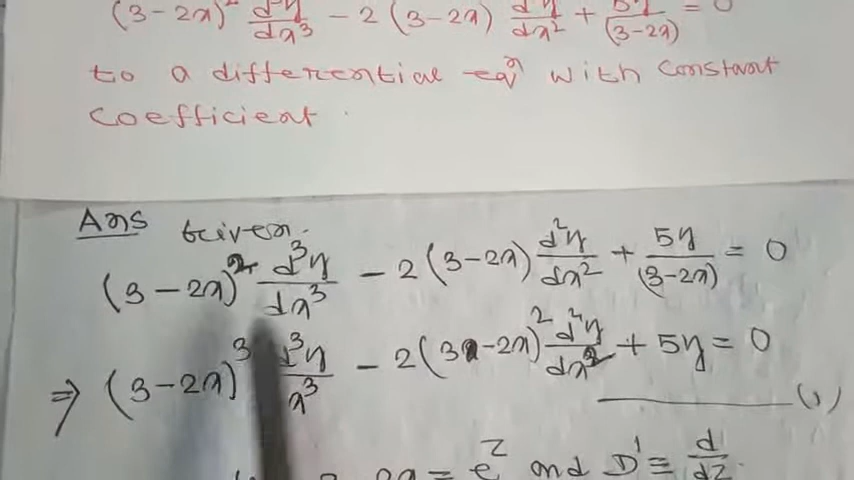 (3-2x)² d³y/dx³ - 2 (3-2x) d²y/dx² + 5y/(3-2x) = 0
to a differential eqⁿ with constant
coefficient.
Ans Given.
(3-2x)² d³y/dx³ - 2 (3-2x) d²y/dx² + 5y/(3-2x) = 0
⇒ (3-2x)³ d³y/x³ - 2(3-2x)² d²y/dx² + 5y = 0
(1)
2x = e^z and D' ≡ d/dz